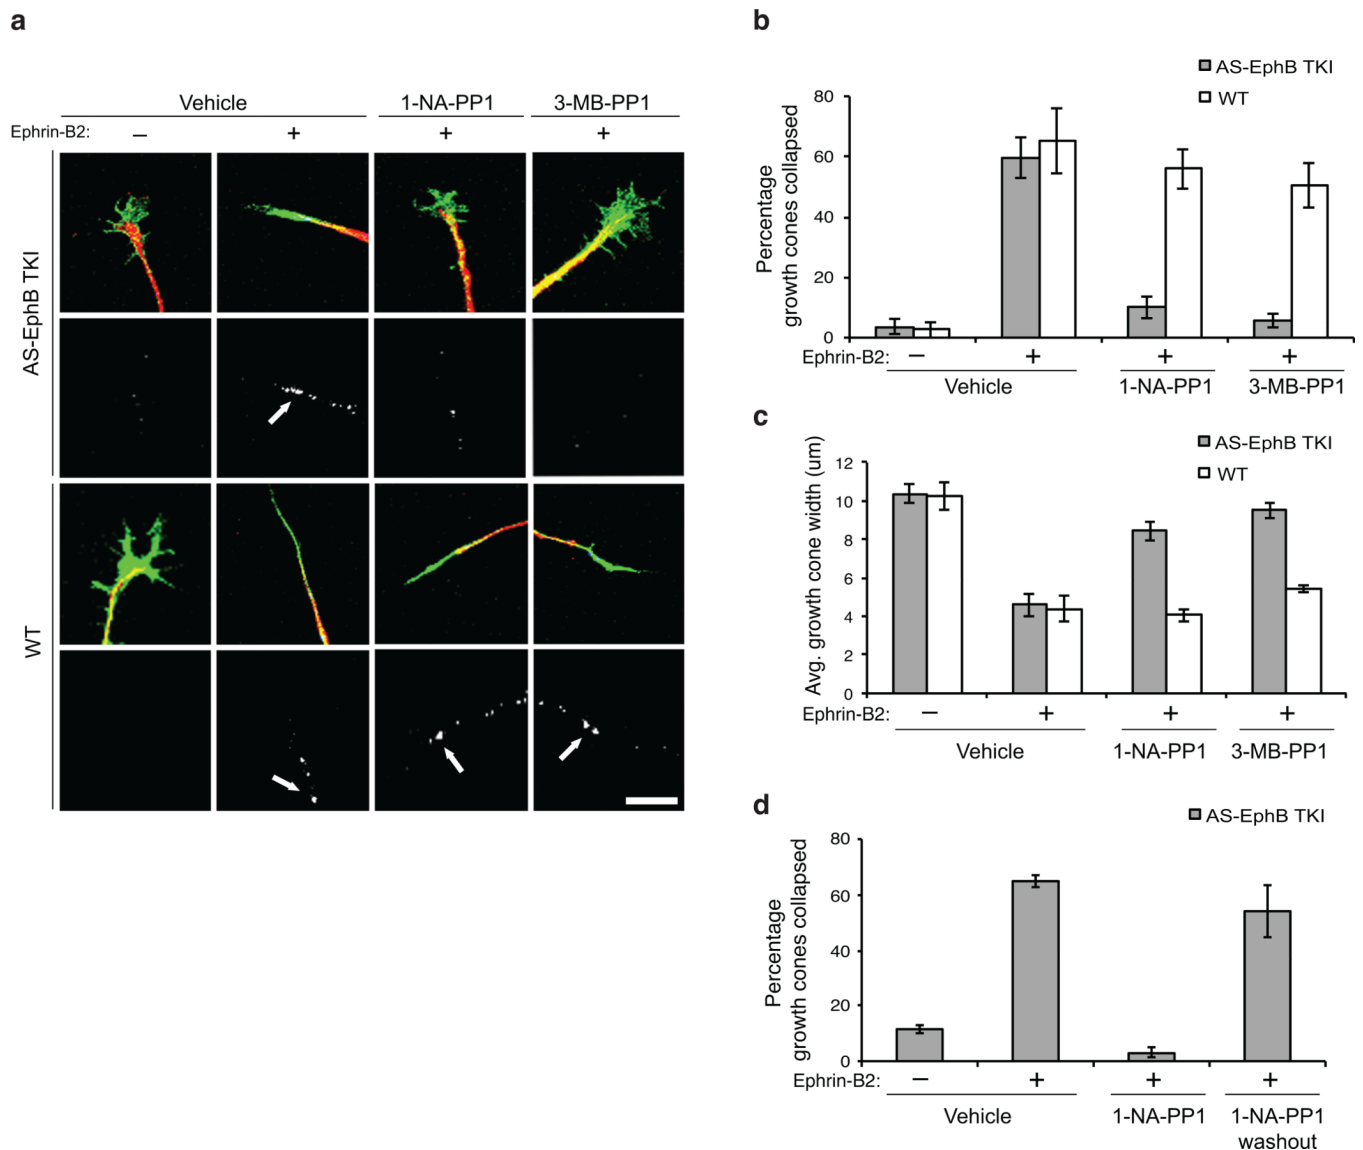 a
Vehicle
1-NA-PP1
3-MB-PP1
Ephrin-B2:
–
+
+
+
AS-EphB TKI
WT
b
AS-EphB TKI
WT
Percentage
growth cones collapsed
80
60
40
20
0
Ephrin-B2:
–
+
+
+
Vehicle
1-NA-PP1
3-MB-PP1
c
AS-EphB TKI
WT
Avg. growth cone width (um)
12
10
8
6
4
2
0
Ephrin-B2:
–
+
+
+
Vehicle
1-NA-PP1
3-MB-PP1
d
AS-EphB TKI
Percentage
growth cones collapsed
80
60
40
20
0
Ephrin-B2:
–
+
+
+
Vehicle
1-NA-PP1
1-NA-PP1
washout